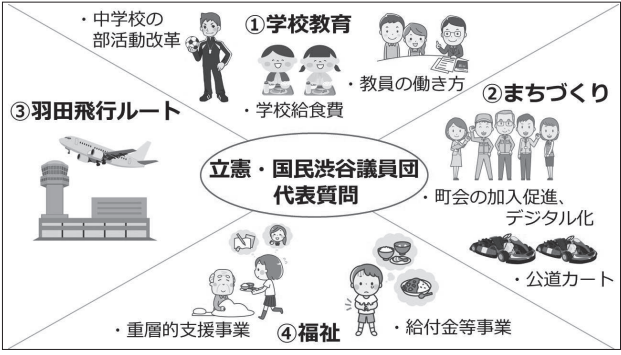 ①学校教育
・中学校の
部活動改革
・学校給食費
・教員の働き方
②まちづくり
・町会の加入促進、
デジタル化
・公道カート
③羽田飛行ルート
立憲・国民渋谷議員団
代表質問
・重層的支援事業
④福祉
・給付金等事業